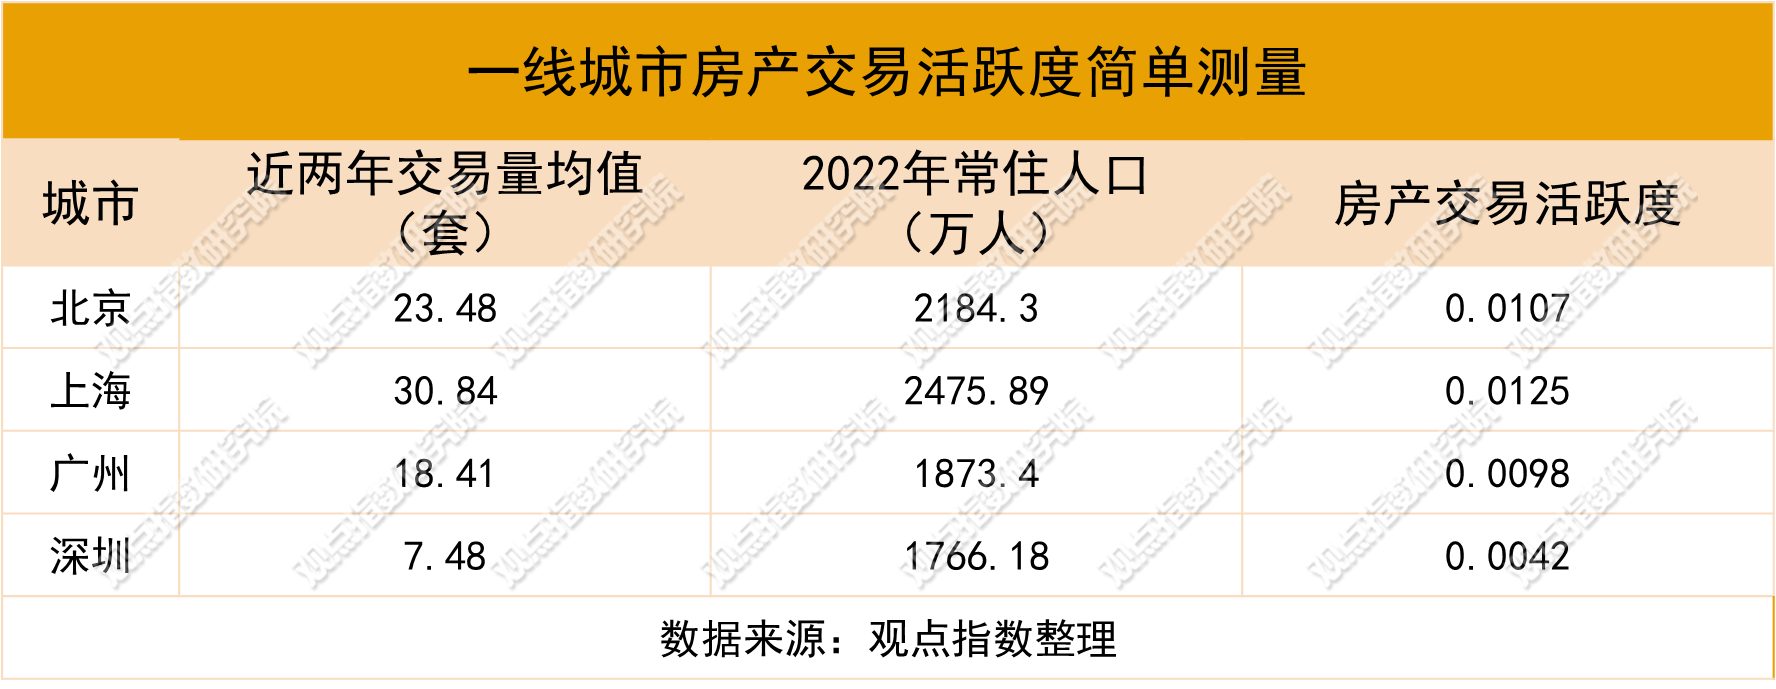 一线城市房产交易活跃度简单测量
城市 近两年交易量均值（套） 2022年常住人口（万人） 房产交易活跃度
北京 23.48 2184.3 0.0107
上海 30.84 2475.89 0.0125
广州 18.41 1873.4 0.0098
深圳 7.48 1766.18 0.0042
数据来源：观点指数整理
观点指数研究院